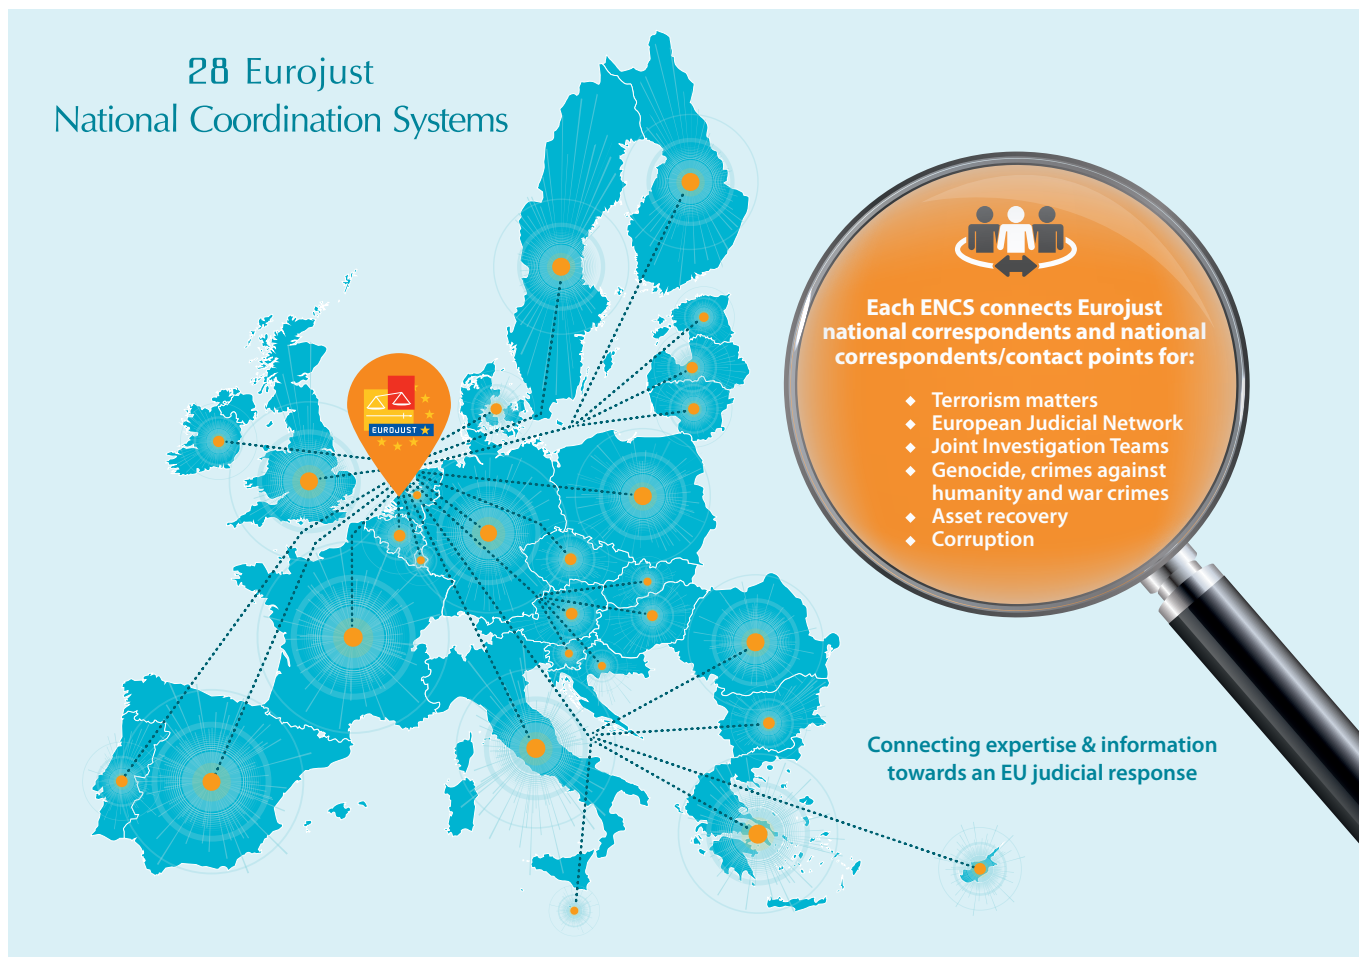 28 Eurojust
National Coordination Systems
EUROJUST
Each ENCS connects Eurojust
national correspondents and national
correspondents/contact points for:
◆ Terrorism matters
◆ European Judicial Network
◆ Joint Investigation Teams
◆ Genocide, crimes against
humanity and war crimes
◆ Asset recovery
◆ Corruption
Connecting expertise & information
towards an EU judicial response